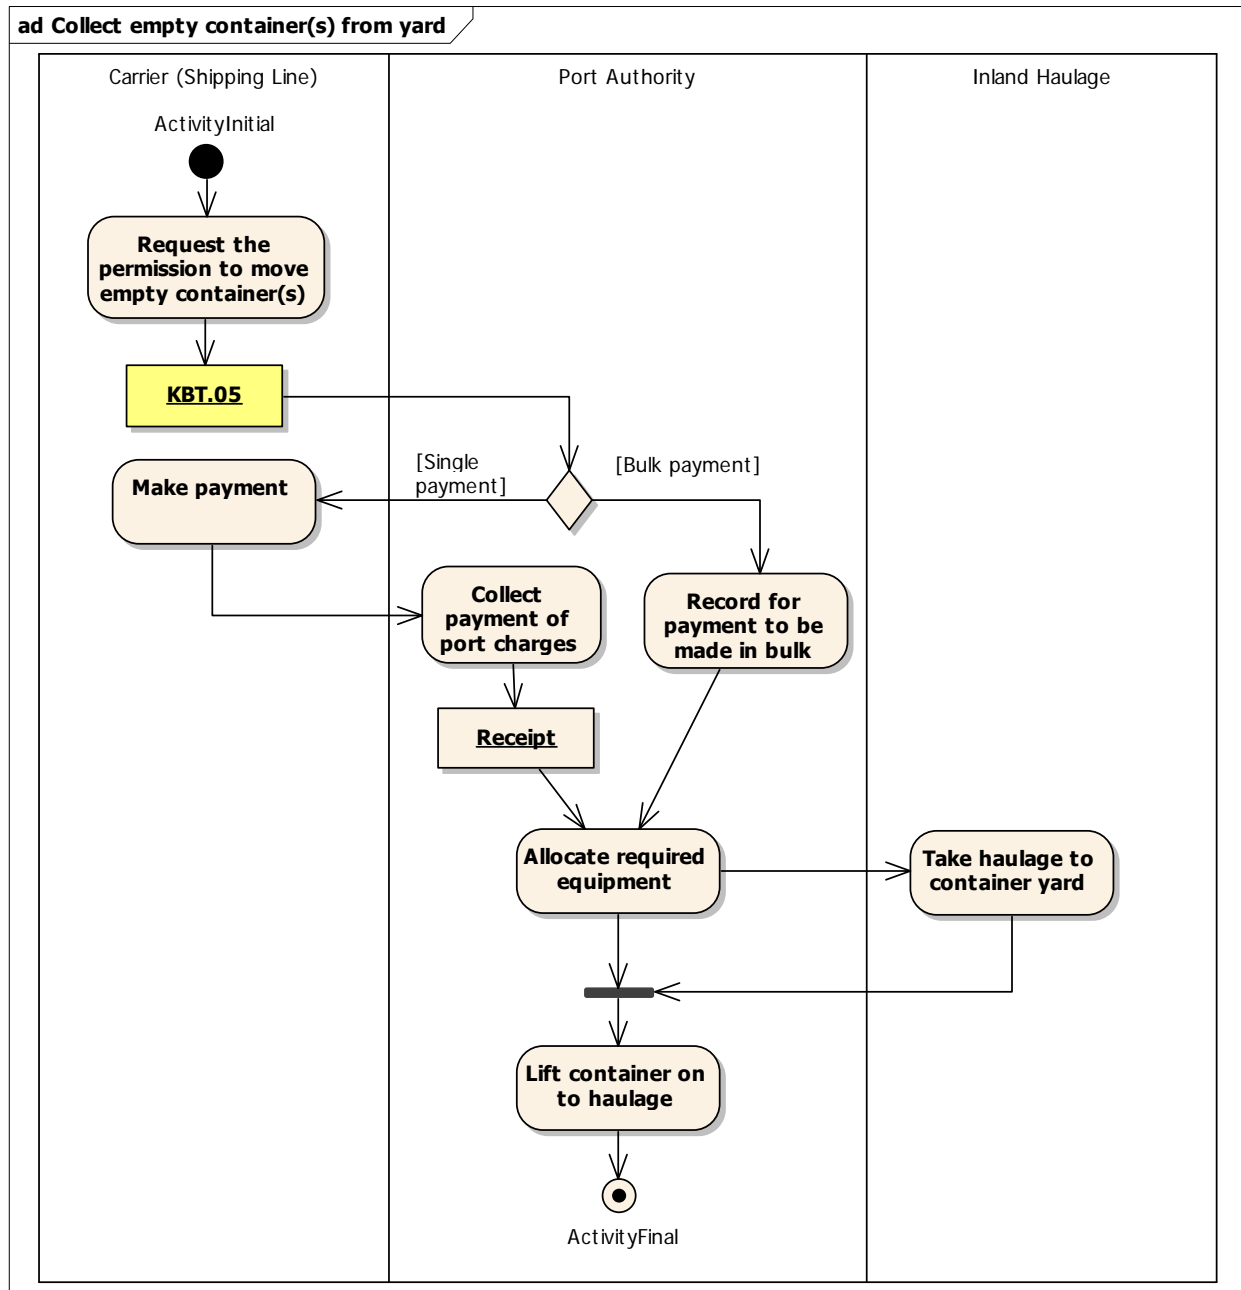 ad Collect empty container(s) from yard
Carrier (Shipping Line)
Port Authority
Inland Haulage
ActivityInitial
Request the
permission to move
empty container(s)
KBT.05
[Single
payment]
[Bulk payment]
Make payment
Collect
payment of
port charges
Record for
payment to be
made in bulk
Receipt
Allocate required
equipment
Take haulage to
container yard
Lift container on
to haulage
ActivityFinal